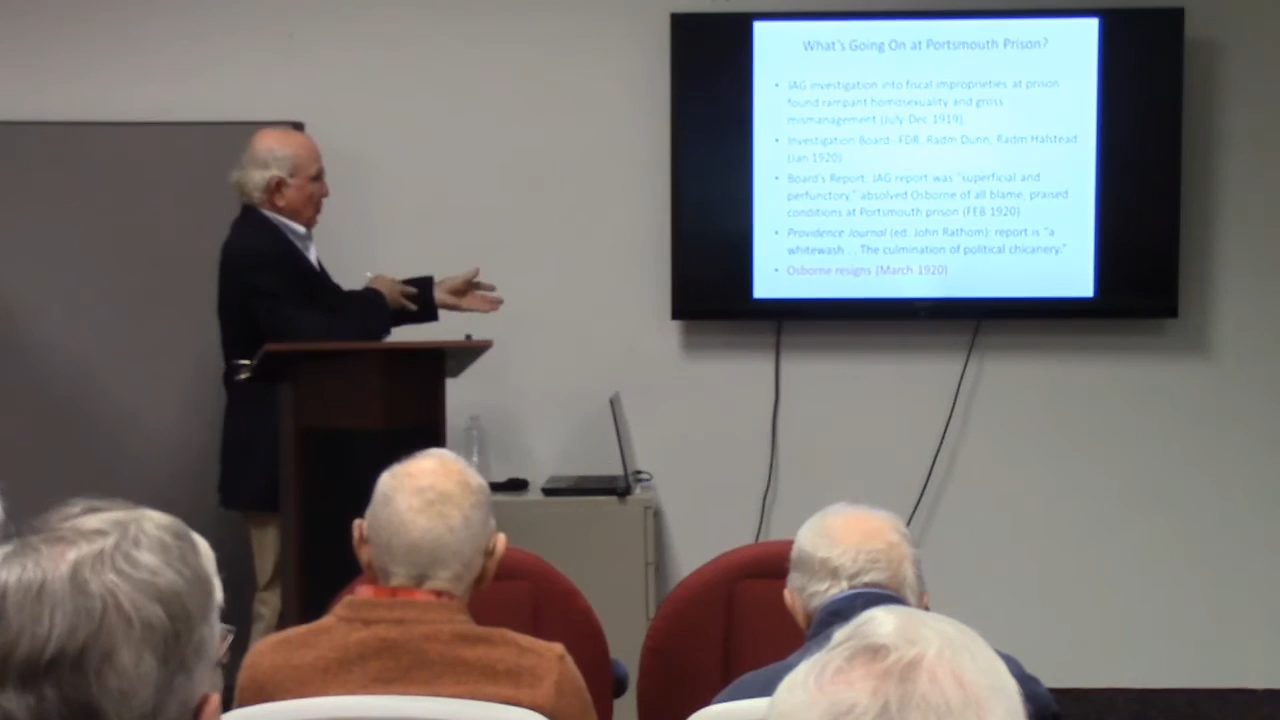 What's Going On at Portsmouth Prison?
• JAG investigation into fiscal improprieties at prison
found rampant homosexuality and gross
mismanagement (July-Dec 1919)
• Investigation Board: FDR, Radm Dunn, Radm Halstead
(Jan 1920)
• Board's Report: JAG report was "superficial and
perfunctory," absolved Osborne of all blame, praised
conditions at Portsmouth prison (FEB 1920)
• Providence Journal (ed. John Rathom): report is "a
whitewash . . The culmination of political chicanery."
• Osborne resigns (March 1920)